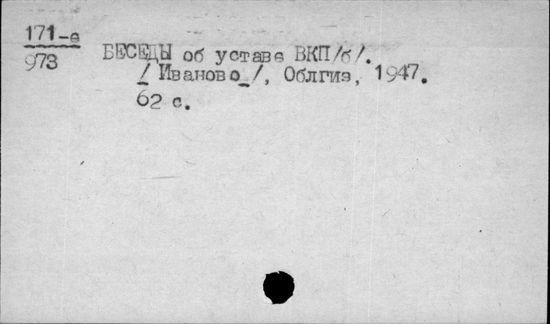 171-е
973
БЕСЕДЫ об уставе ВКП/б/.
/ Иваново_/, Облгиз, 1947.
62 с.